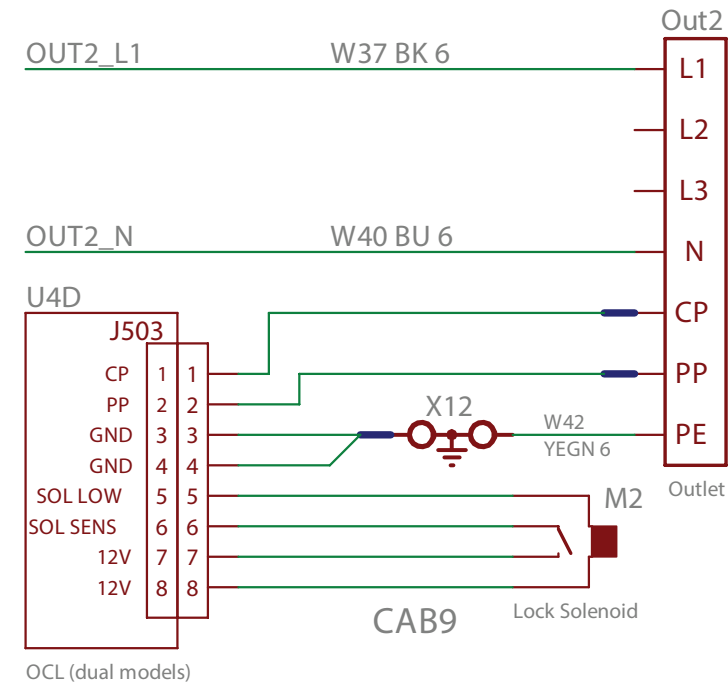 Out2
OUT2_L1 W37 BK 6 L1
L2
L3
OUT2_N W40 BU 6 N
U4D
J503 CP
CP 1 1 PP
PP 2 2
X12
GND 3 3 W42 PE
YEGN 6
GND 4 4
Outlet
SOL LOW 5 5 M2
SOL SENS 6 6
12V 7 7
12V 8 8
CAB9 Lock Solenoid
OCL (dual models)